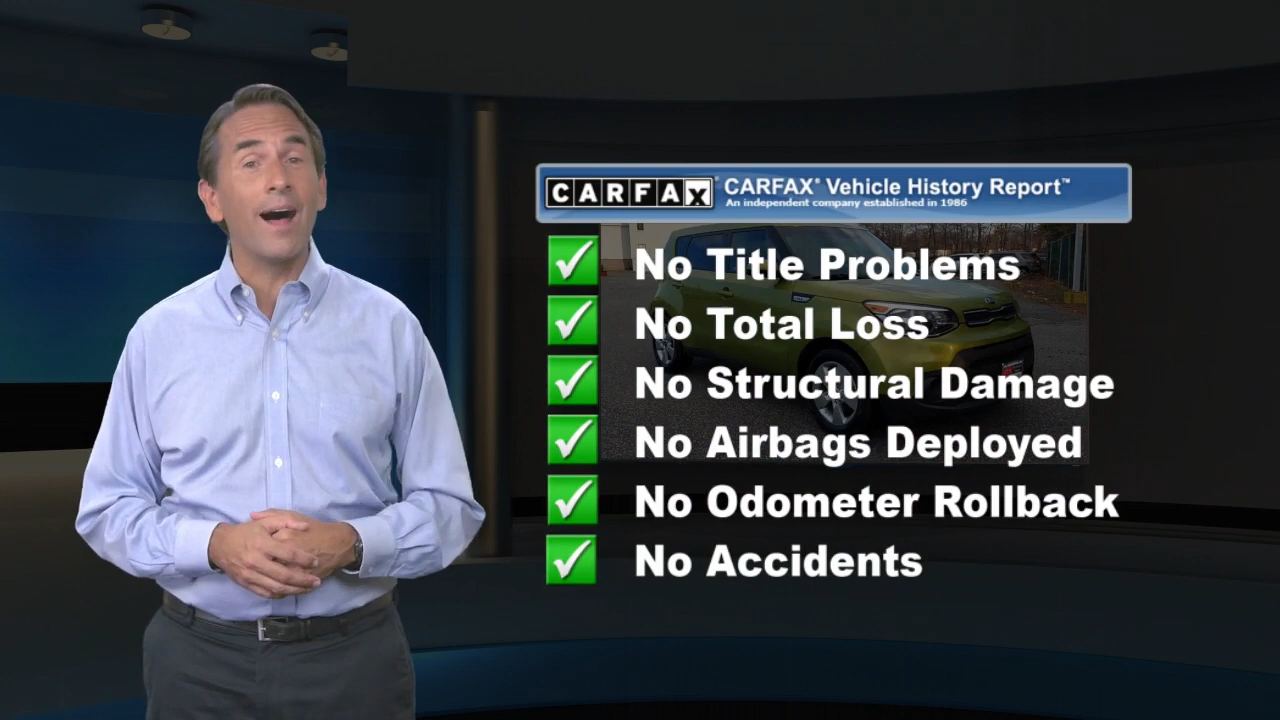 CARFAX® CARFAX® Vehicle History Report™
An independent company established in 1986
No Title Problems
No Total Loss
No Structural Damage
No Airbags Deployed
No Odometer Rollback
No Accidents